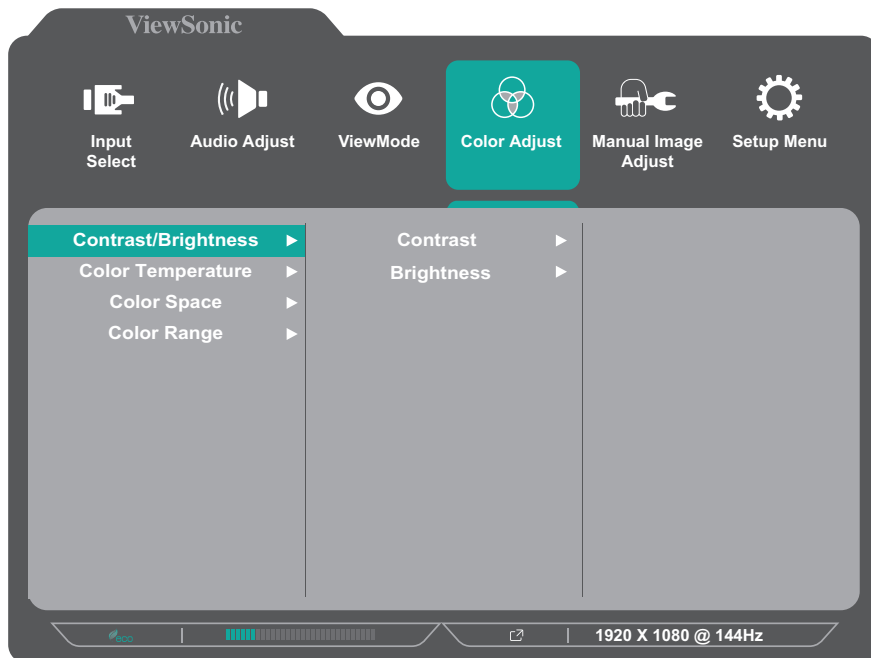 ViewSonic
Input Select
Audio Adjust
ViewMode
Color Adjust
Manual Image Adjust
Setup Menu
Contrast/Brightness
Contrast
Color Temperature
Brightness
Color Space
Color Range
eco
1920 X 1080 @ 144Hz